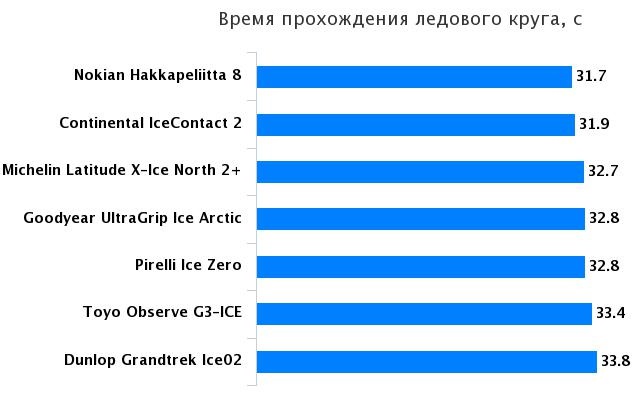 Время прохождения ледового круга, с
Nokian Hakkapeliitta 8 31.7
Continental IceContact 2 31.9
Michelin Latitude X-Ice North 2+ 32.7
Goodyear UltraGrip Ice Arctic 32.8
Pirelli Ice Zero 32.8
Toyo Observe G3-ICE 33.4
Dunlop Grandtrek Ice02 33.8